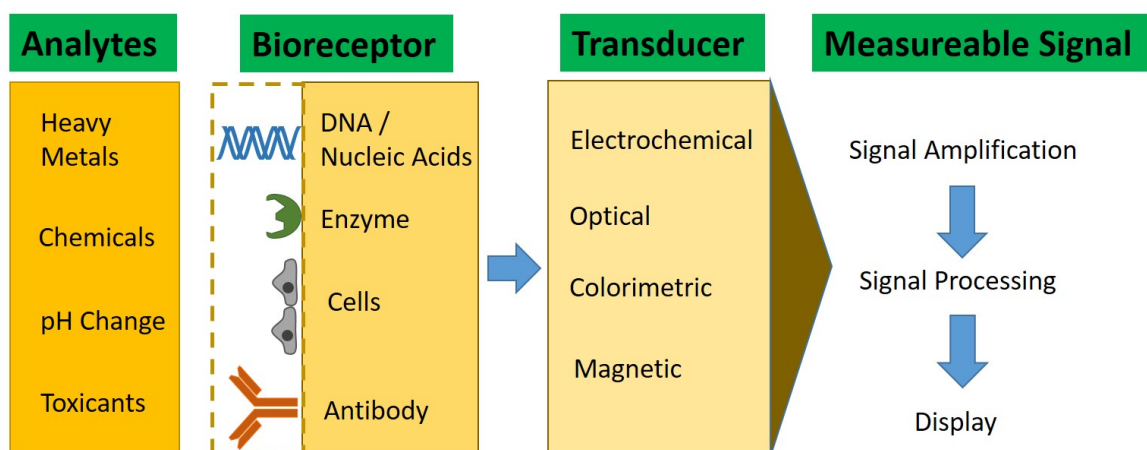 Analytes
Heavy
Metals
Chemicals
pH Change
Toxicants
Bioreceptor
DNA /
Nucleic Acids
Enzyme
Cells
Antibody
Transducer
Electrochemical
Optical
Colorimetric
Magnetic
Measureable Signal
Signal Amplification
Signal Processing
Display